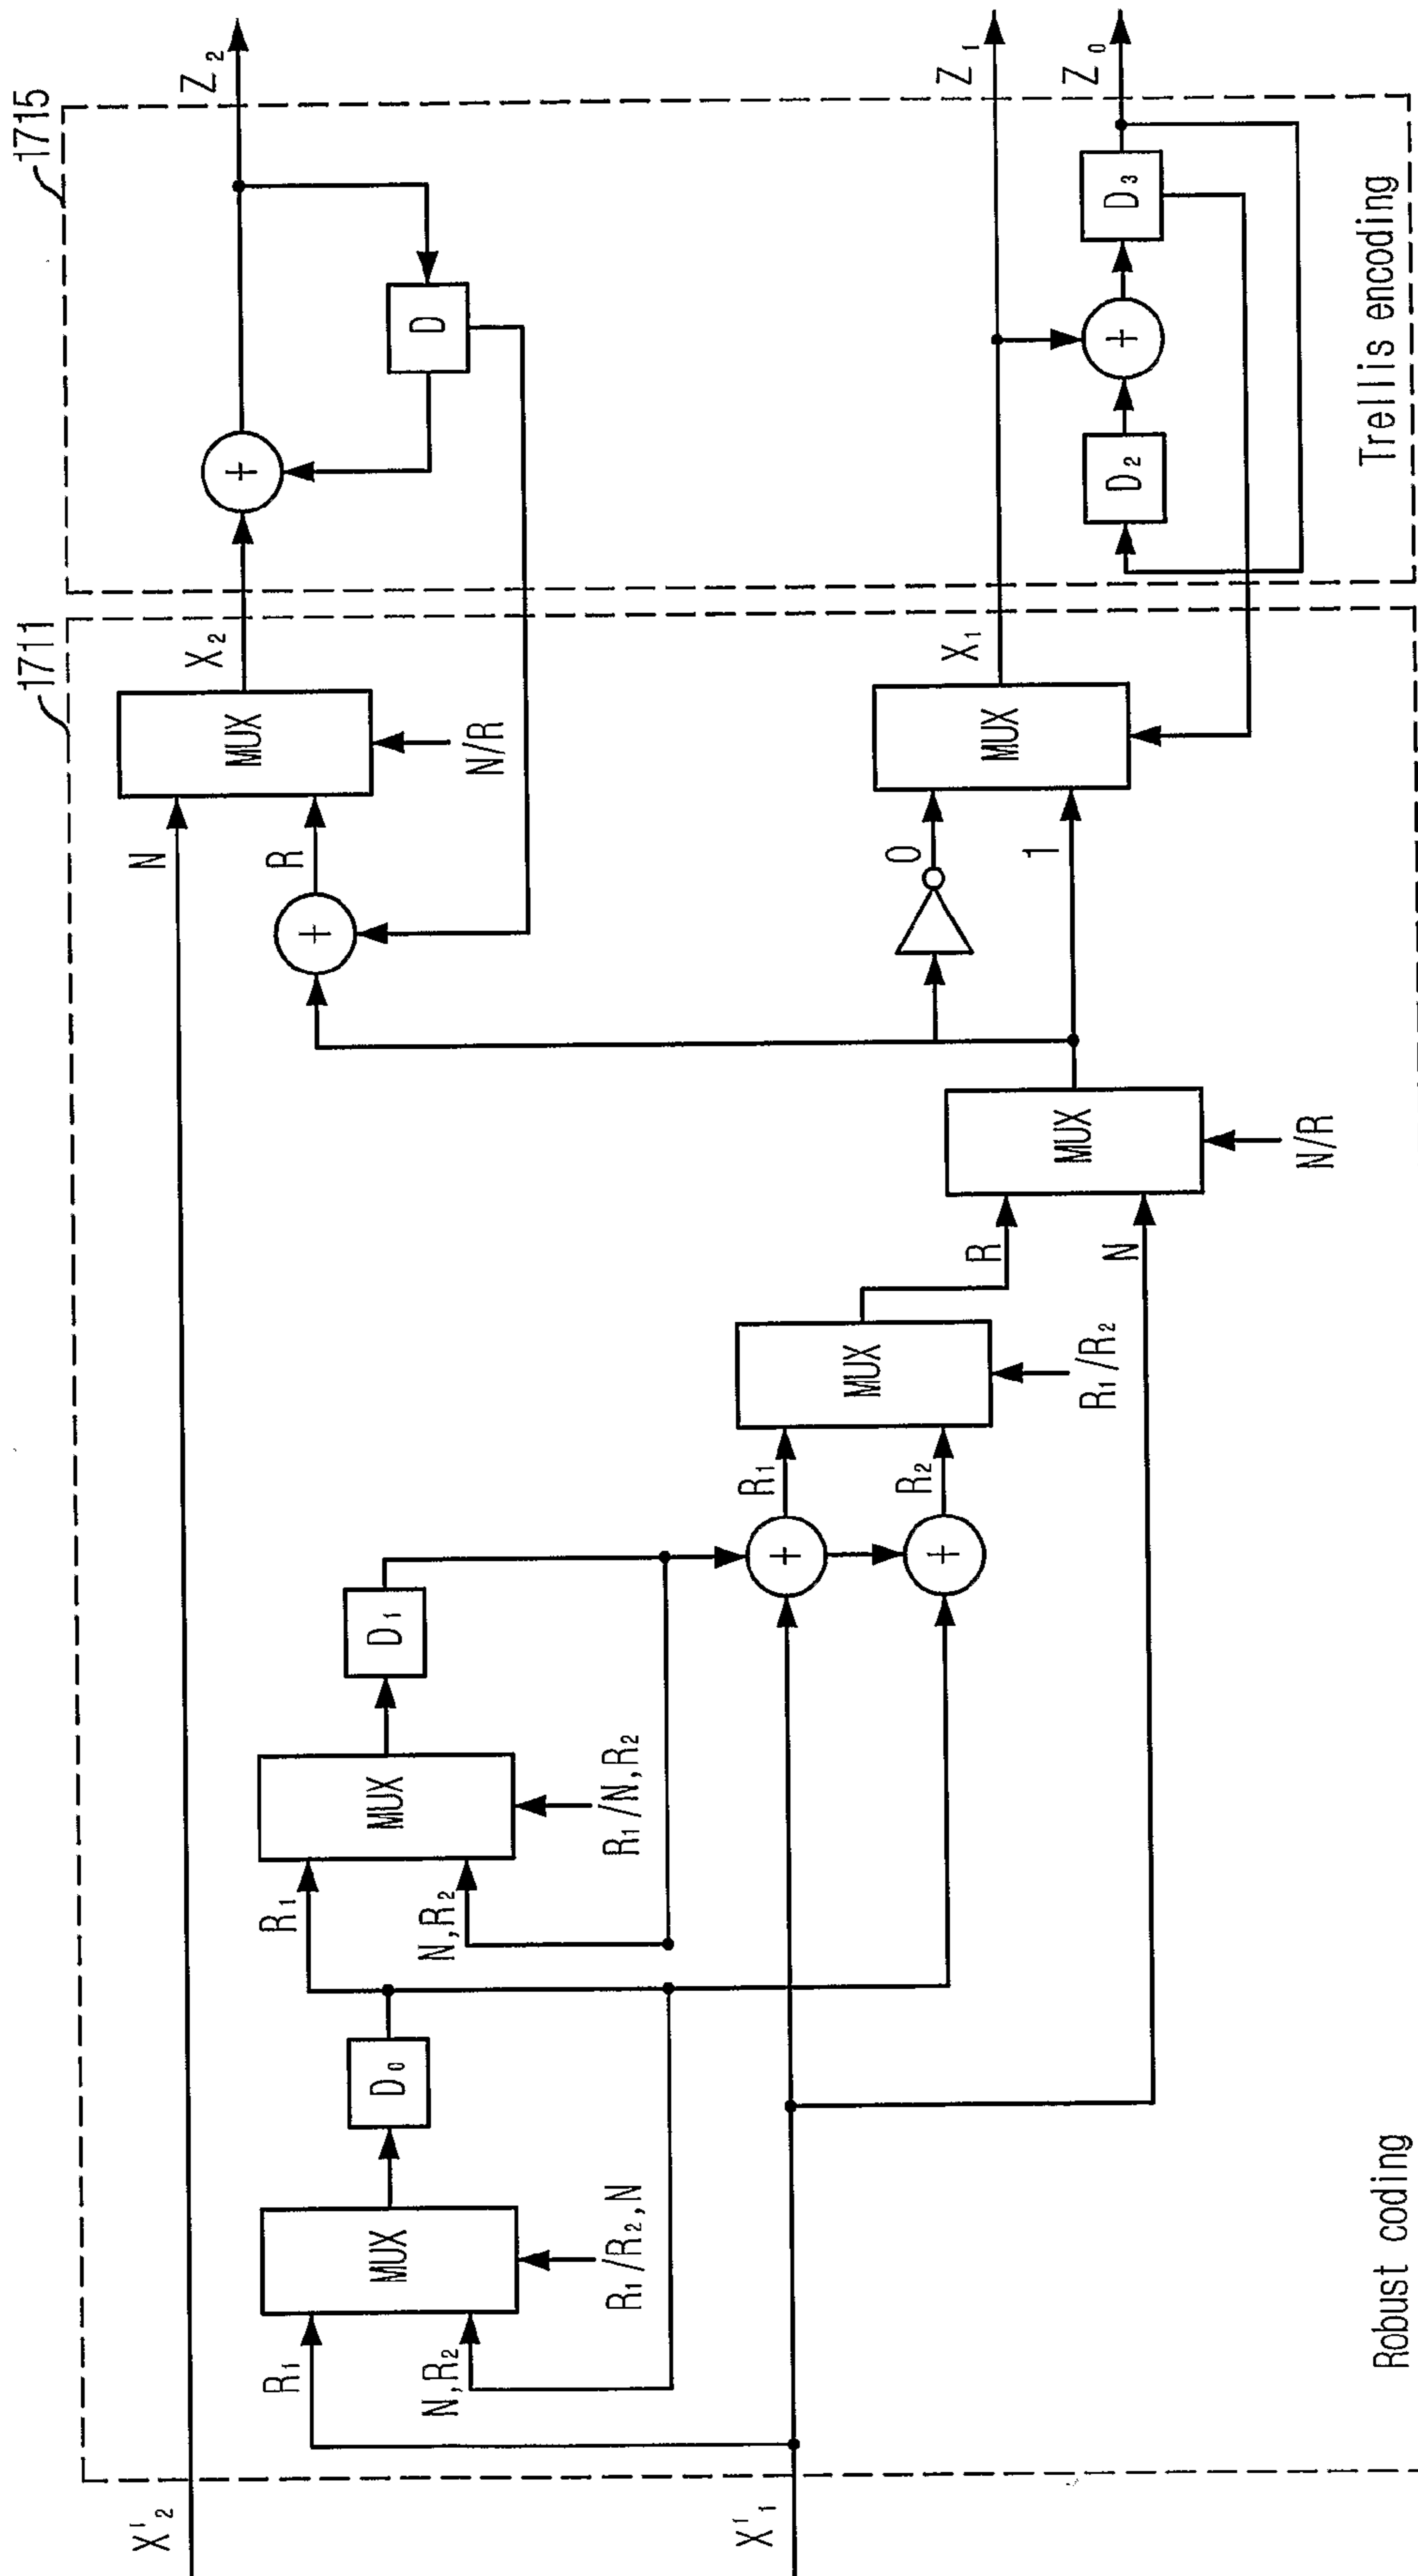 1711
1715
X'₂
N
MUX
X₂
N/R
R
+
+
D
Z₂
R₁
N,R₂
MUX
R₁/R₂,N
D₀
R₁
N,R₂
MUX
R₁/N,R₂
D₁
X'₁
+
+
R₁
R₂
MUX
R₁/R₂
R
N
MUX
N/R
0
1
MUX
X₁
Z₁
D₂
+
D₃
Z₀
Robust coding
Trellis encoding